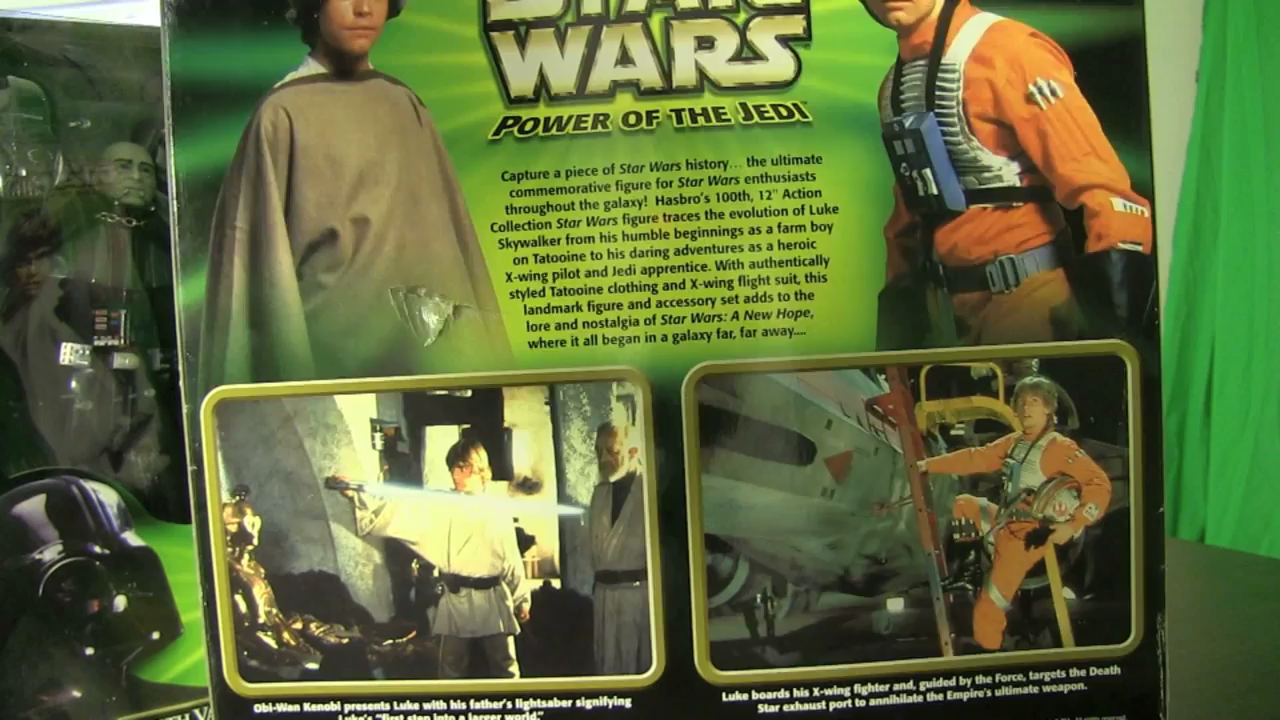 STAR
WARS
POWER OF THE JEDI
Capture a piece of Star Wars history... the ultimate
commemorative figure for Star Wars enthusiasts
throughout the galaxy! Hasbro's 100th, 12" Action
Collection Star Wars figure traces the evolution of Luke
Skywalker from his humble beginnings as a farm boy
on Tatooine to his daring adventures as a heroic
X-wing pilot and Jedi apprentice. With authentically
styled Tatooine clothing and X-wing flight suit, this
landmark figure and accessory set adds to the
lore and nostalgia of Star Wars: A New Hope,
where it all began in a galaxy far, far away....
Obi-Wan Kenobi presents Luke with his father's lightsaber signifying
Luke's "first step into a larger world."
Luke boards his X-wing fighter and, guided by the Force, targets the Death
Star exhaust port to annihilate the Empire's ultimate weapon.